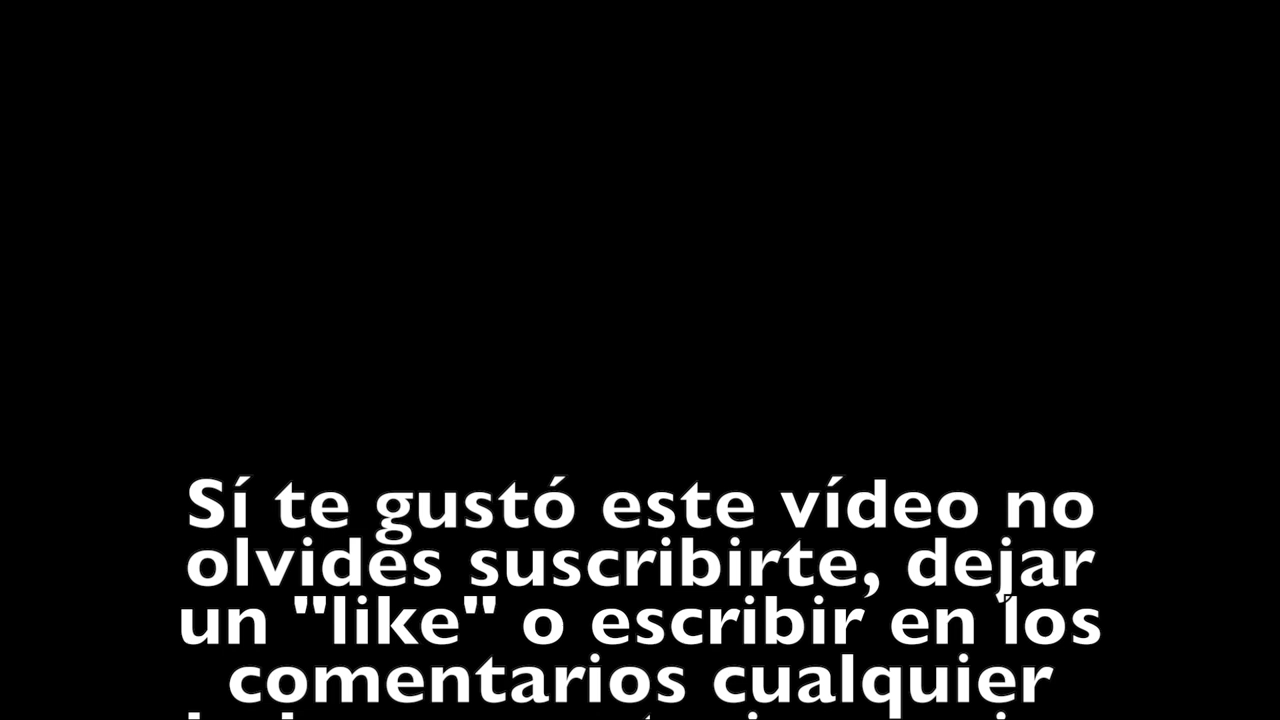 Sí te gustó este vídeo no
olvides suscribirte, dejar
un "like" o escribir en los
comentarios cualquier